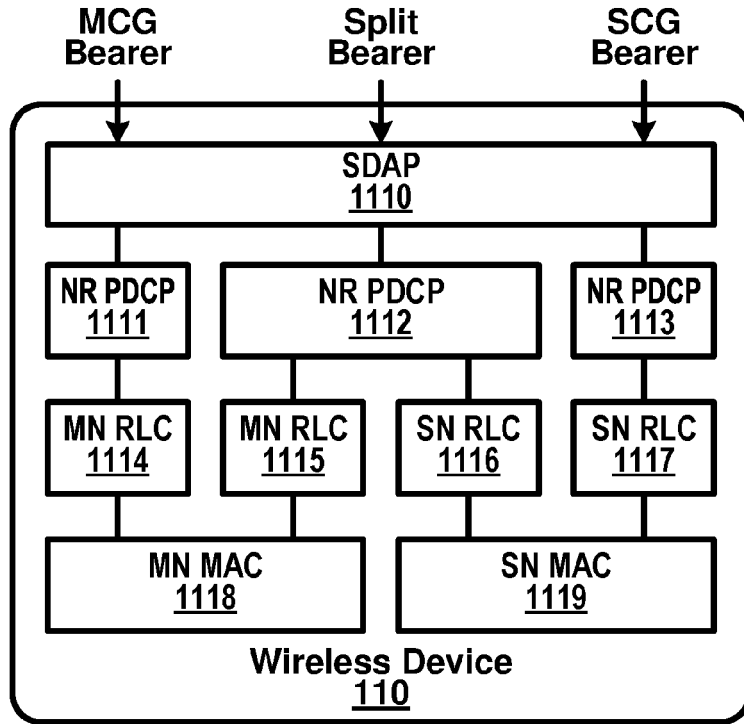 MCG
Bearer
Split
Bearer
SCG
Bearer
SDAP
1110
NR PDCP
1111
NR PDCP
1112
NR PDCP
1113
MN RLC
1114
MN RLC
1115
SN RLC
1116
SN RLC
1117
MN MAC
1118
SN MAC
1119
Wireless Device
110